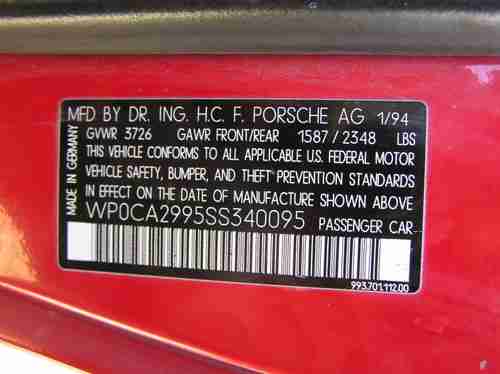 MFD BY DR. ING. H.C. F. PORSCHE AG 1/94
GVWR 3726 GAWR FRONT/REAR 1587/2348 LBS
THIS VEHICLE CONFORMS TO ALL APPLICABLE U.S. FEDERAL MOTOR
VEHICLE SAFETY, BUMPER, AND THEFT PREVENTION STANDARDS
IN EFFECT ON THE DATE OF MANUFACTURE SHOWN ABOVE
WP0CA2995SS340095 PASSENGER CAR
993.701.112.00
MADE IN GERMANY